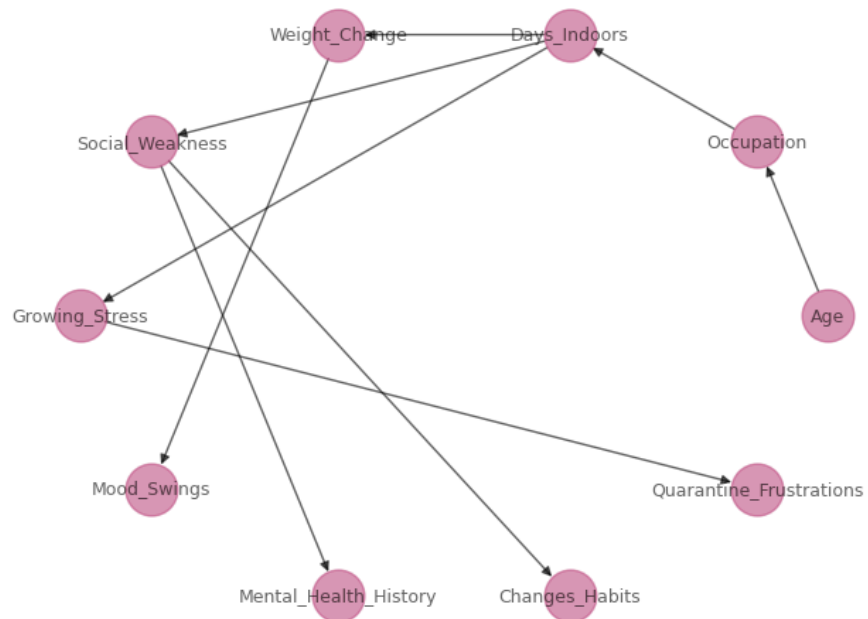 Weight_Change
Days_Indoors
Social_Weakness
Occupation
Growing_Stress
Age
Mood_Swings
Quarantine_Frustrations
Mental_Health_History
Changes_Habits